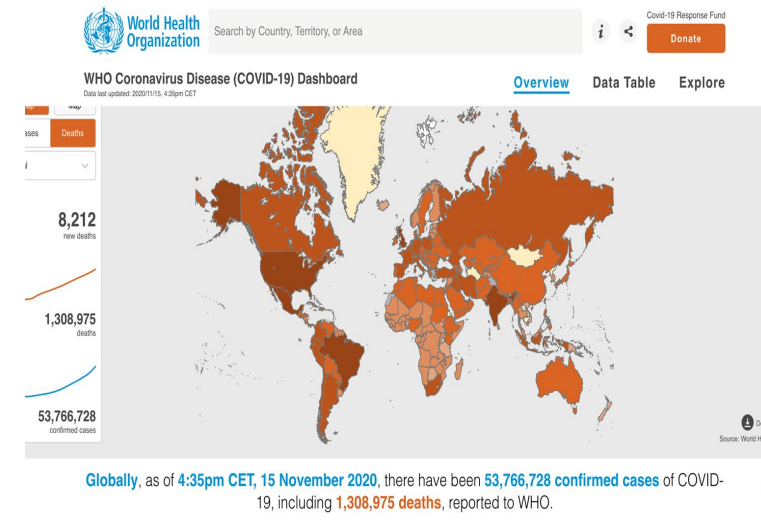 World Health
Organization
Search by Country, Territory, or Area
i
Covid-19 Response Fund
Donate
WHO Coronavirus Disease (COVID-19) Dashboard
Data last updated: 2020/11/15, 4:35pm CET
Overview
Data Table
Explore
Map
ases
Deaths
8,212
new deaths
1,308,975
deaths
53,766,728
confirmed cases
D
Source: World H
Globally, as of 4:35pm CET, 15 November 2020, there have been 53,766,728 confirmed cases of COVID-
19, including 1,308,975 deaths, reported to WHO.